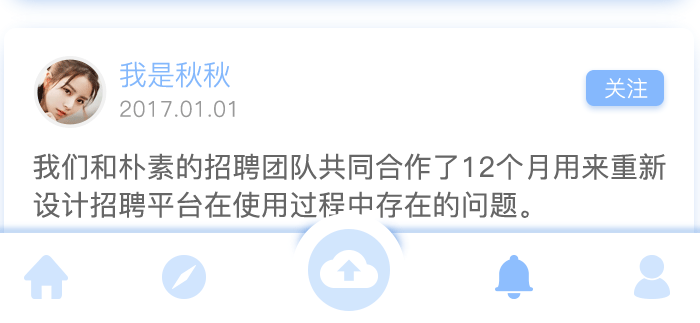 我是秋秋
2017.01.01
关注
我们和朴素的招聘团队共同合作了12个月用来重新
设计招聘平台在使用过程中存在的问题。